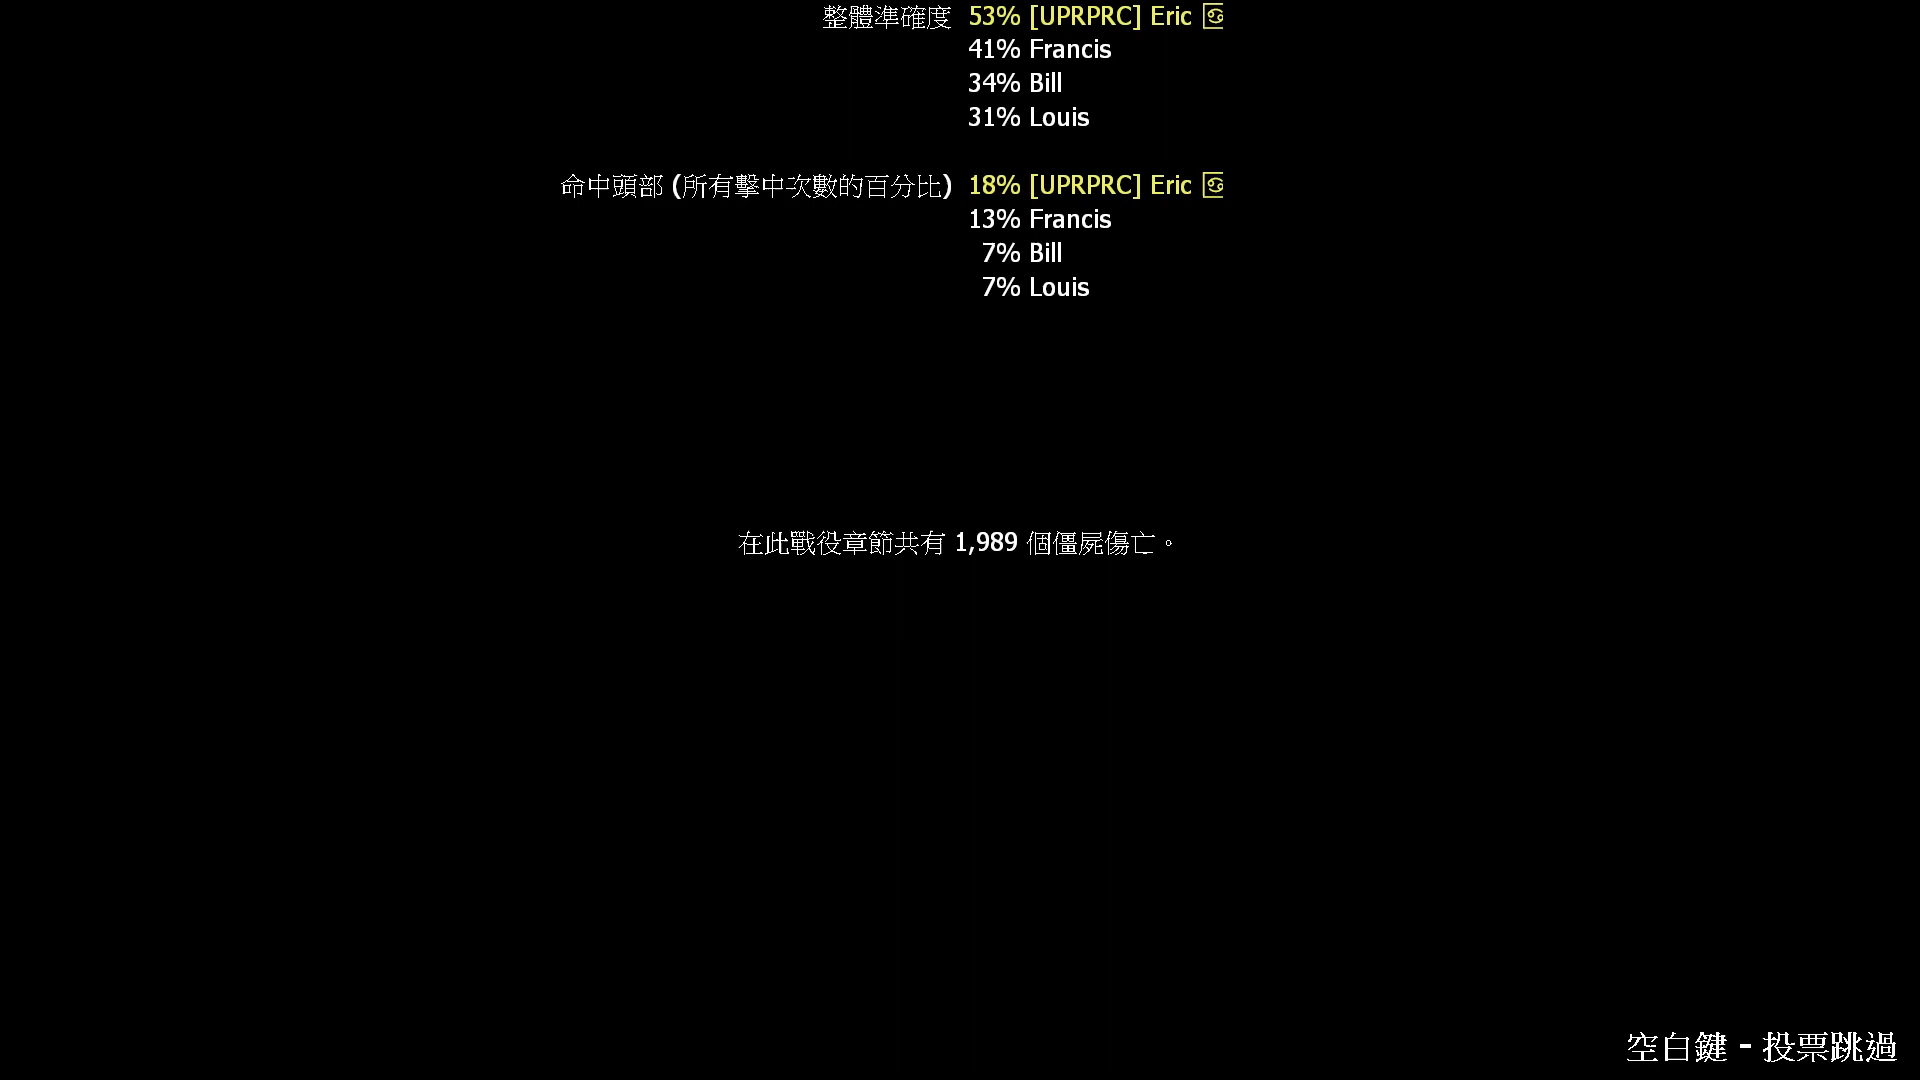 整體準確度 53% [UPRPRC] Eric ♋
41% Francis
34% Bill
31% Louis
命中頭部 (所有擊中次數的百分比) 18% [UPRPRC] Eric ♋
13% Francis
7% Bill
7% Louis
在此戰役章節共有 1,989 個僵屍傷亡。
空白鍵 - 投票跳過